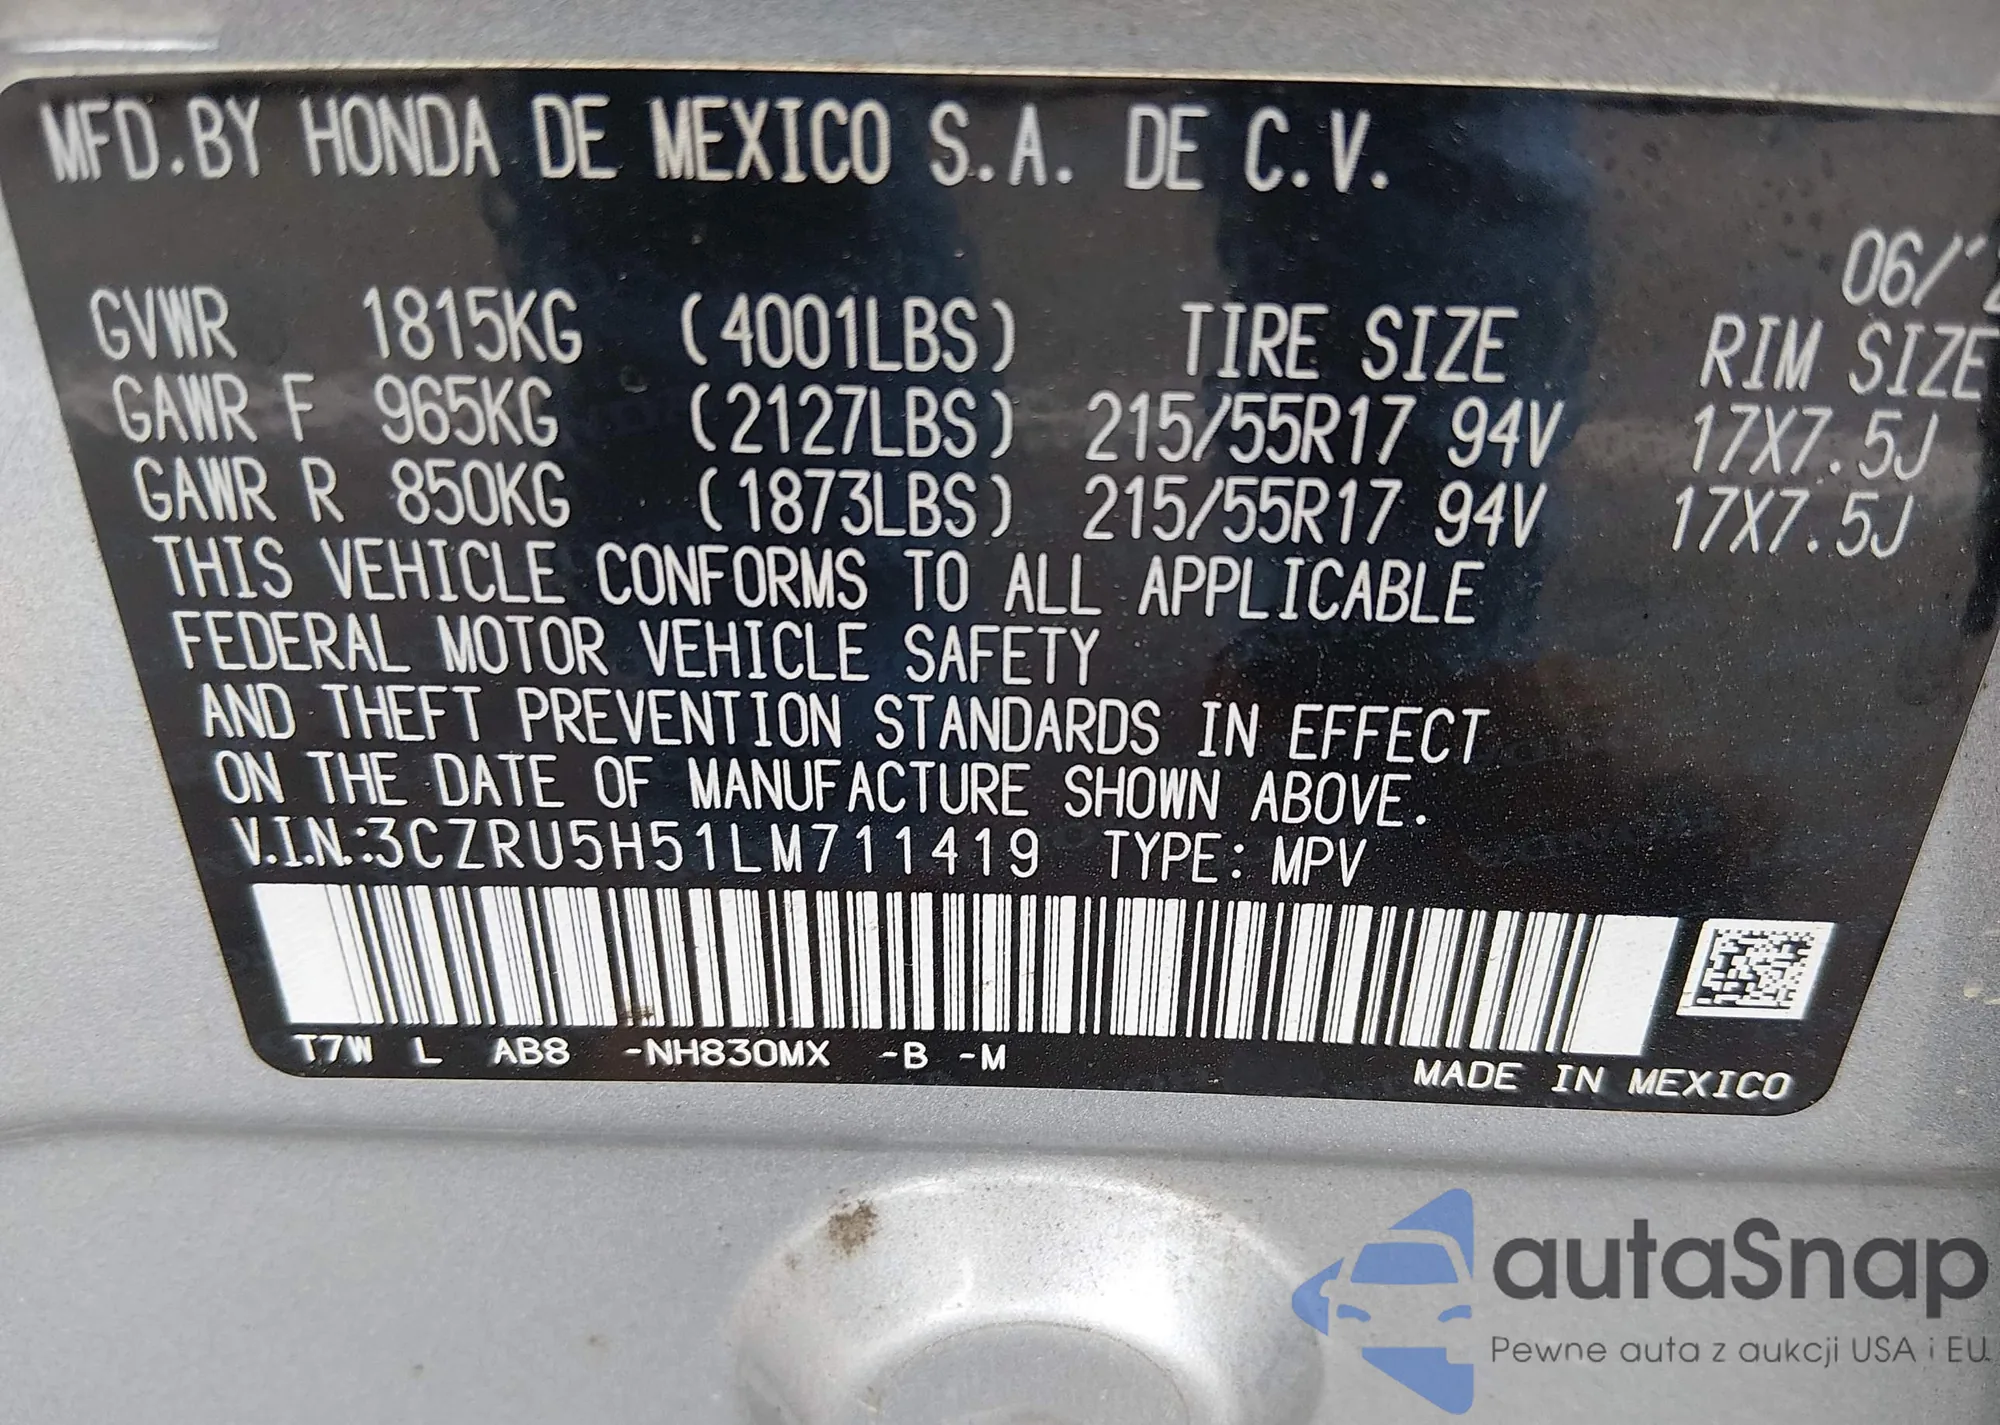 MFD.BY HONDA DE MEXICO S.A. DE C.V.
06/'2
GVWR 1815KG (4001LBS) TIRE SIZE RIM SIZE
GAWR F 965KG (2127LBS) 215/55R17 94V 17X7.5J
GAWR R 850KG (1873LBS) 215/55R17 94V 17X7.5J
THIS VEHICLE CONFORMS TO ALL APPLICABLE
FEDERAL MOTOR VEHICLE SAFETY
AND THEFT PREVENTION STANDARDS IN EFFECT
ON THE DATE OF MANUFACTURE SHOWN ABOVE.
V.I.N.:3CZRU5H51LM711419 TYPE: MPV
T7W L AB8 -NH830MX -B -M
MADE IN MEXICO
autaSnap
Pewne auta z aukcji USA i EU